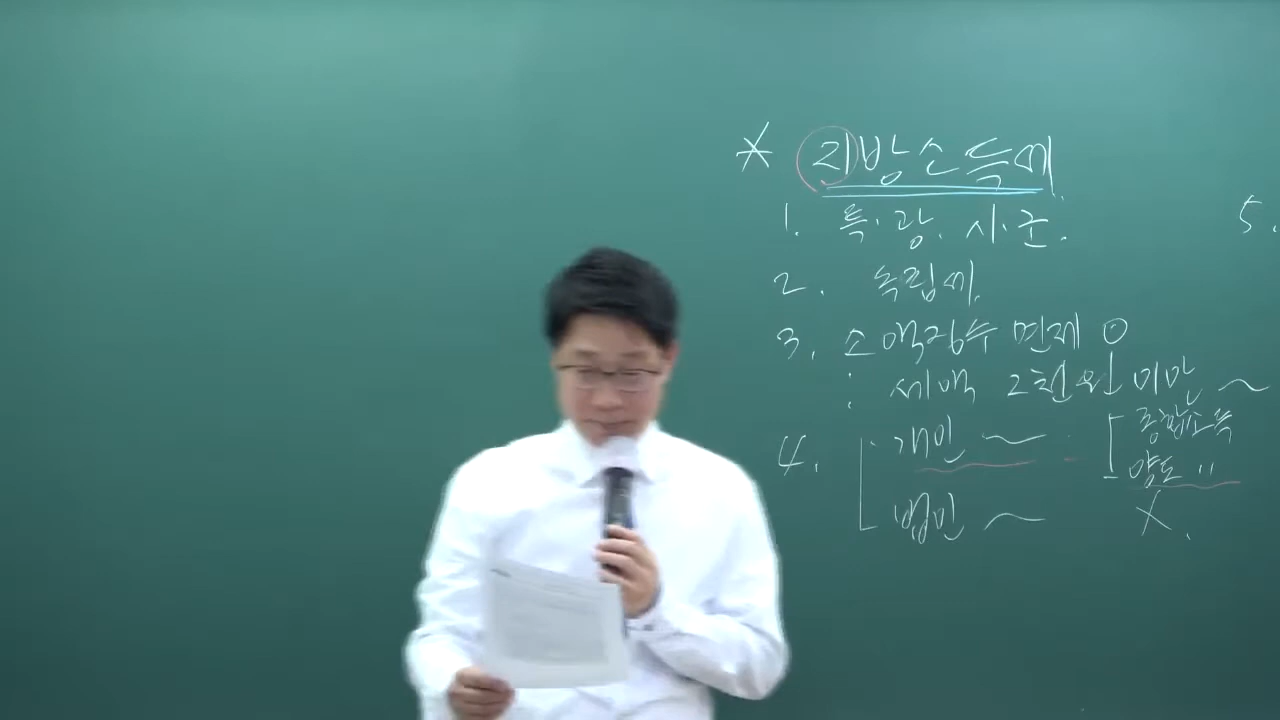 * 지방소득세.
1. 특·광·시·군.
2. 독립세.
3. 소액징수 면제 O
: 세액 2천원 미만 ~
4. 개인 ~ : 종합소득
양도 "
법인 ~ X.
5.